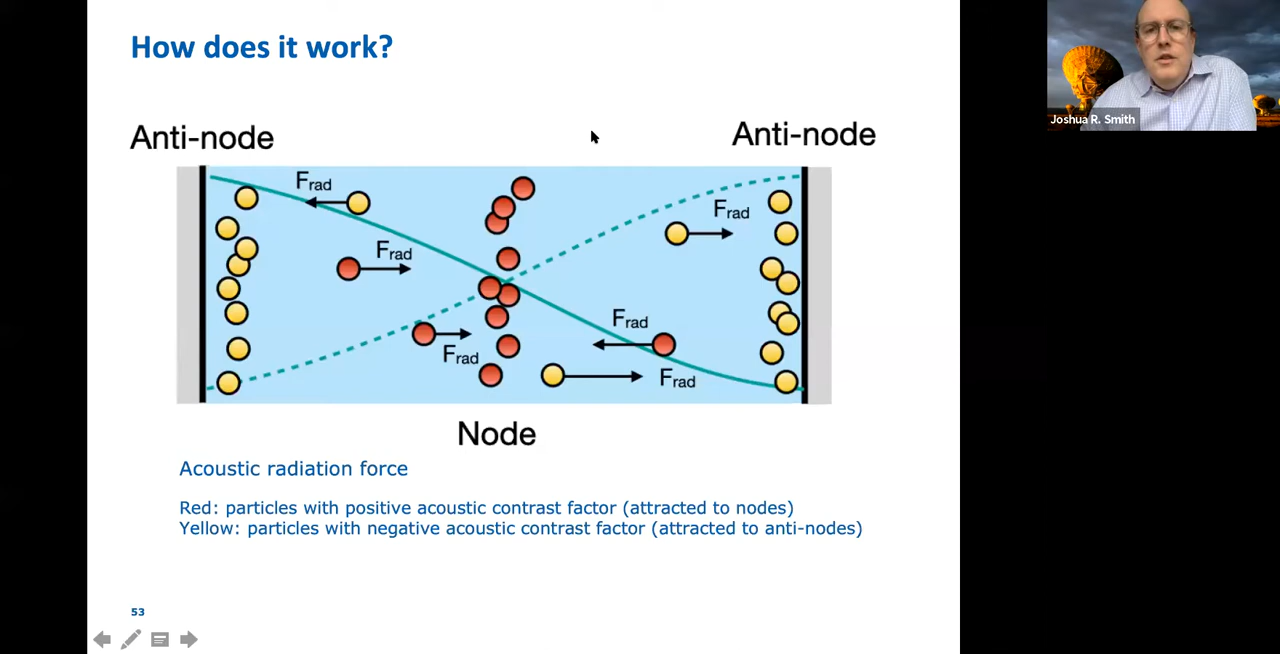 How does it work?
Joshua R. Smith
Anti-node
Anti-node
Frad
Frad
Frad
Frad
Frad
Frad
Node
Acoustic radiation force
Red: particles with positive acoustic contrast factor (attracted to nodes)
Yellow: particles with negative acoustic contrast factor (attracted to anti-nodes)
53